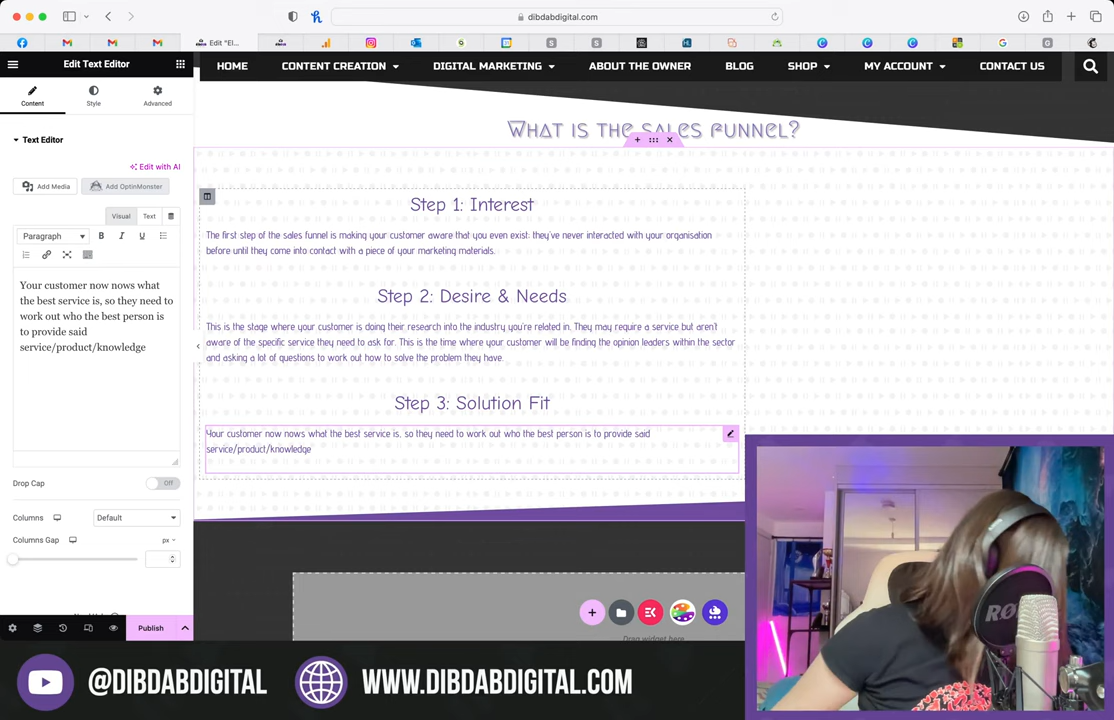 dibdabdigital.com
Edit "El...
Edit Text Editor
HOME
CONTENT CREATION
DIGITAL MARKETING
ABOUT THE OWNER
BLOG
SHOP
MY ACCOUNT
CONTACT US
Content
Style
Advanced
Text Editor
Edit with AI
Add Media
Add OptinMonster
Visual
Text
Paragraph
B
I
U
Your customer now nows what
the best service is, so they need to
work out who the best person is
to provide said
service/product/knowledge
Drop Cap
Off
Columns
Default
Columns Gap
px
Publish
What is the sales funnel?
Step 1: Interest
The first step of the sales funnel is making your customer aware that you even exist; they've never interacted with your organisation
before until they come into contact with a piece of your marketing materials.
Step 2: Desire & Needs
This is the stage where your customer is doing their research into the industry you're related in. They may require a service but aren't
aware of the specific service they need to ask for. This is the time where your customer will be finding the opinion leaders within the sector
and asking a lot of questions to work out how to solve the problem they have.
Step 3: Solution Fit
Your customer now nows what the best service is, so they need to work out who the best person is to provide said
service/product/knowledge
Drag widget here
RØDE
@DIBDABDIGITAL
WWW.DIBDABDIGITAL.COM